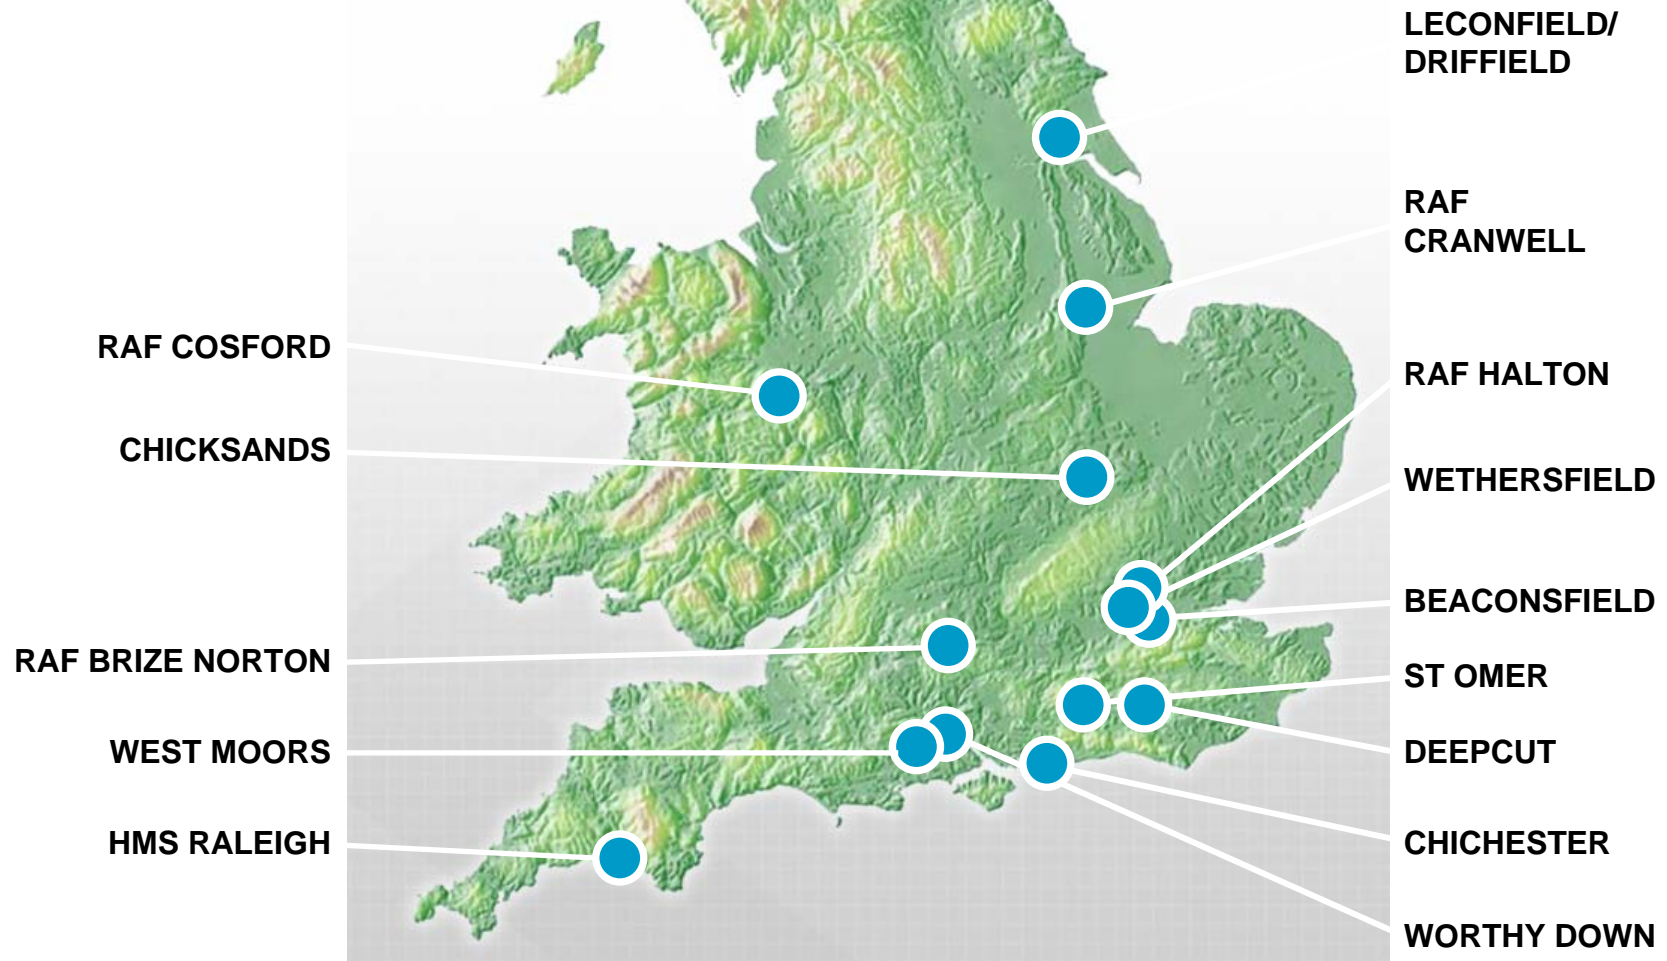 LECONFIELD/
DRIFFIELD
RAF
CRANWELL
RAF COSFORD
RAF HALTON
CHICKSANDS
WETHERSFIELD
BEACONSFIELD
RAF BRIZE NORTON
ST OMER
WEST MOORS
DEEPCUT
HMS RALEIGH
CHICHESTER
WORTHY DOWN